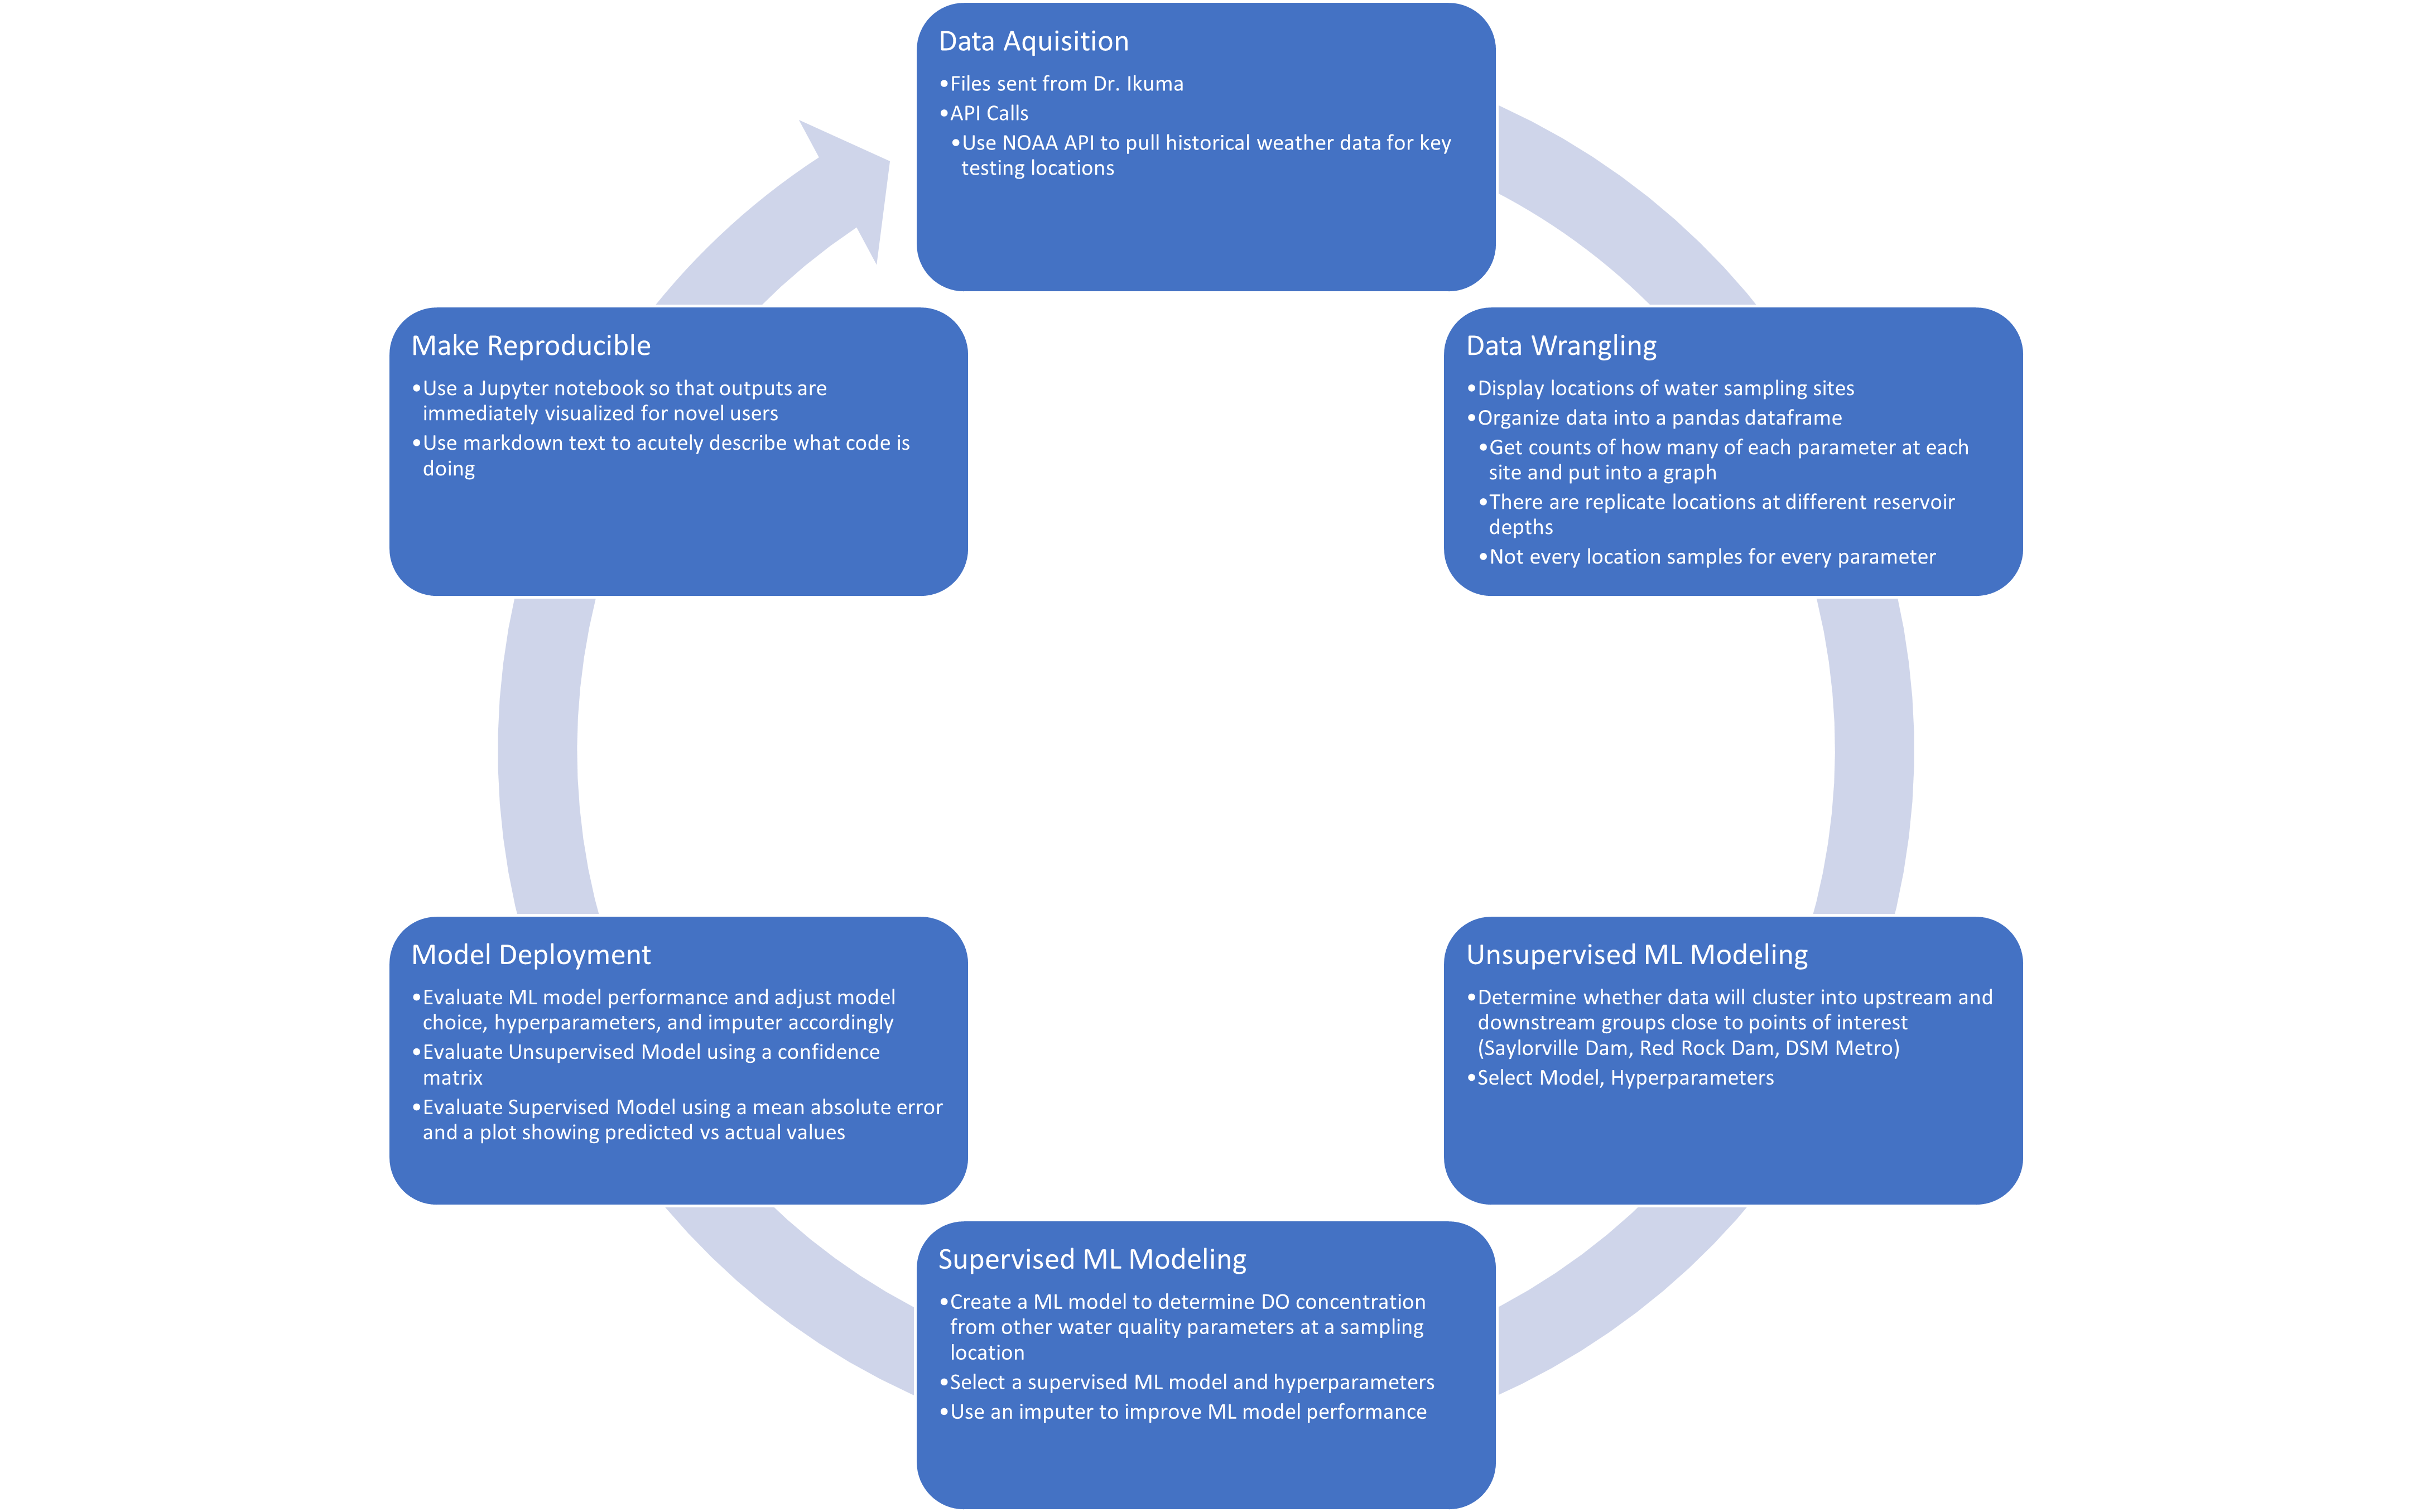 Data Aquisition
•Files sent from Dr. Ikuma
•API Calls
•Use NOAA API to pull historical weather data for key
testing locations
Data Wrangling
•Display locations of water sampling sites
•Organize data into a pandas dataframe
•Get counts of how many of each parameter at each
site and put into a graph
•There are replicate locations at different reservoir
depths
•Not every location samples for every parameter
Unsupervised ML Modeling
•Determine whether data will cluster into upstream and
downstream groups close to points of interest
(Saylorville Dam, Red Rock Dam, DSM Metro)
•Select Model, Hyperparameters
Supervised ML Modeling
•Create a ML model to determine DO concentration
from other water quality parameters at a sampling
location
•Select a supervised ML model and hyperparameters
•Use an imputer to improve ML model performance
Model Deployment
•Evaluate ML model performance and adjust model
choice, hyperparameters, and imputer accordingly
•Evaluate Unsupervised Model using a confidence
matrix
•Evaluate Supervised Model using a mean absolute error
and a plot showing predicted vs actual values
Make Reproducible
•Use a Jupyter notebook so that outputs are
immediately visualized for novel users
•Use markdown text to acutely describe what code is
doing